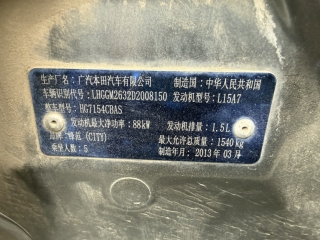 生产厂：广汽本田汽车有限公司 制造国：中华人民共和国
车辆识别代号：LHGGM2632D2008150 发动机型号：L15A7
整车型号：HG7154CBAS
发动机最大净功率：88kW 发动机排量：1.5L
品牌：锋范(CITY) 最大允许总质量：1540kg
乘坐人数：5 制造年月：2013年03月